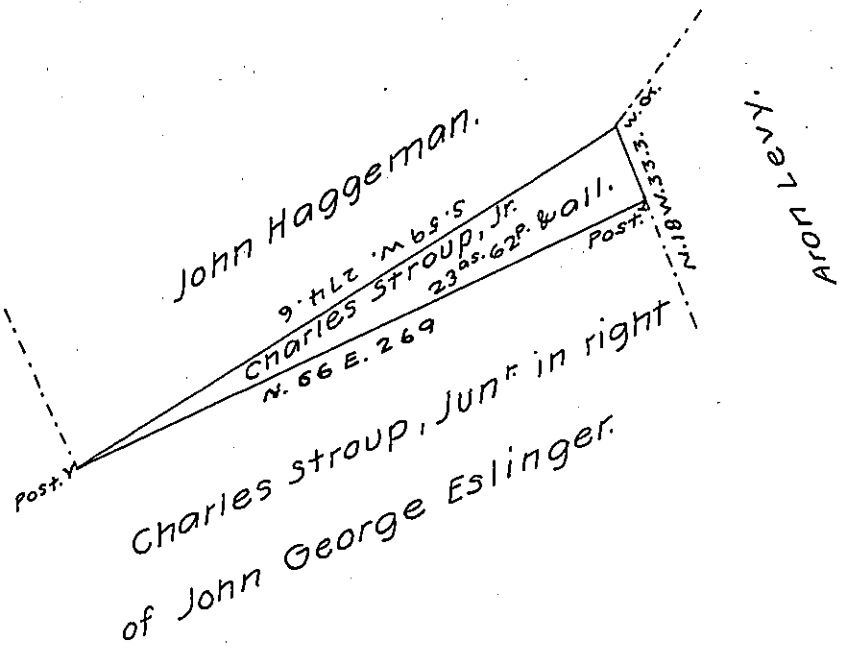 John Haggeman.
Aron Levy.
W. O.
N. 18 W. 33.3.
S. 59 W. 274.6
Charles Stroup, Jr.
23as. 62p. & all.
Post.
N. 66 E. 269
Post.
Charles Stroup, Junr. in right
of John George Eslinger.